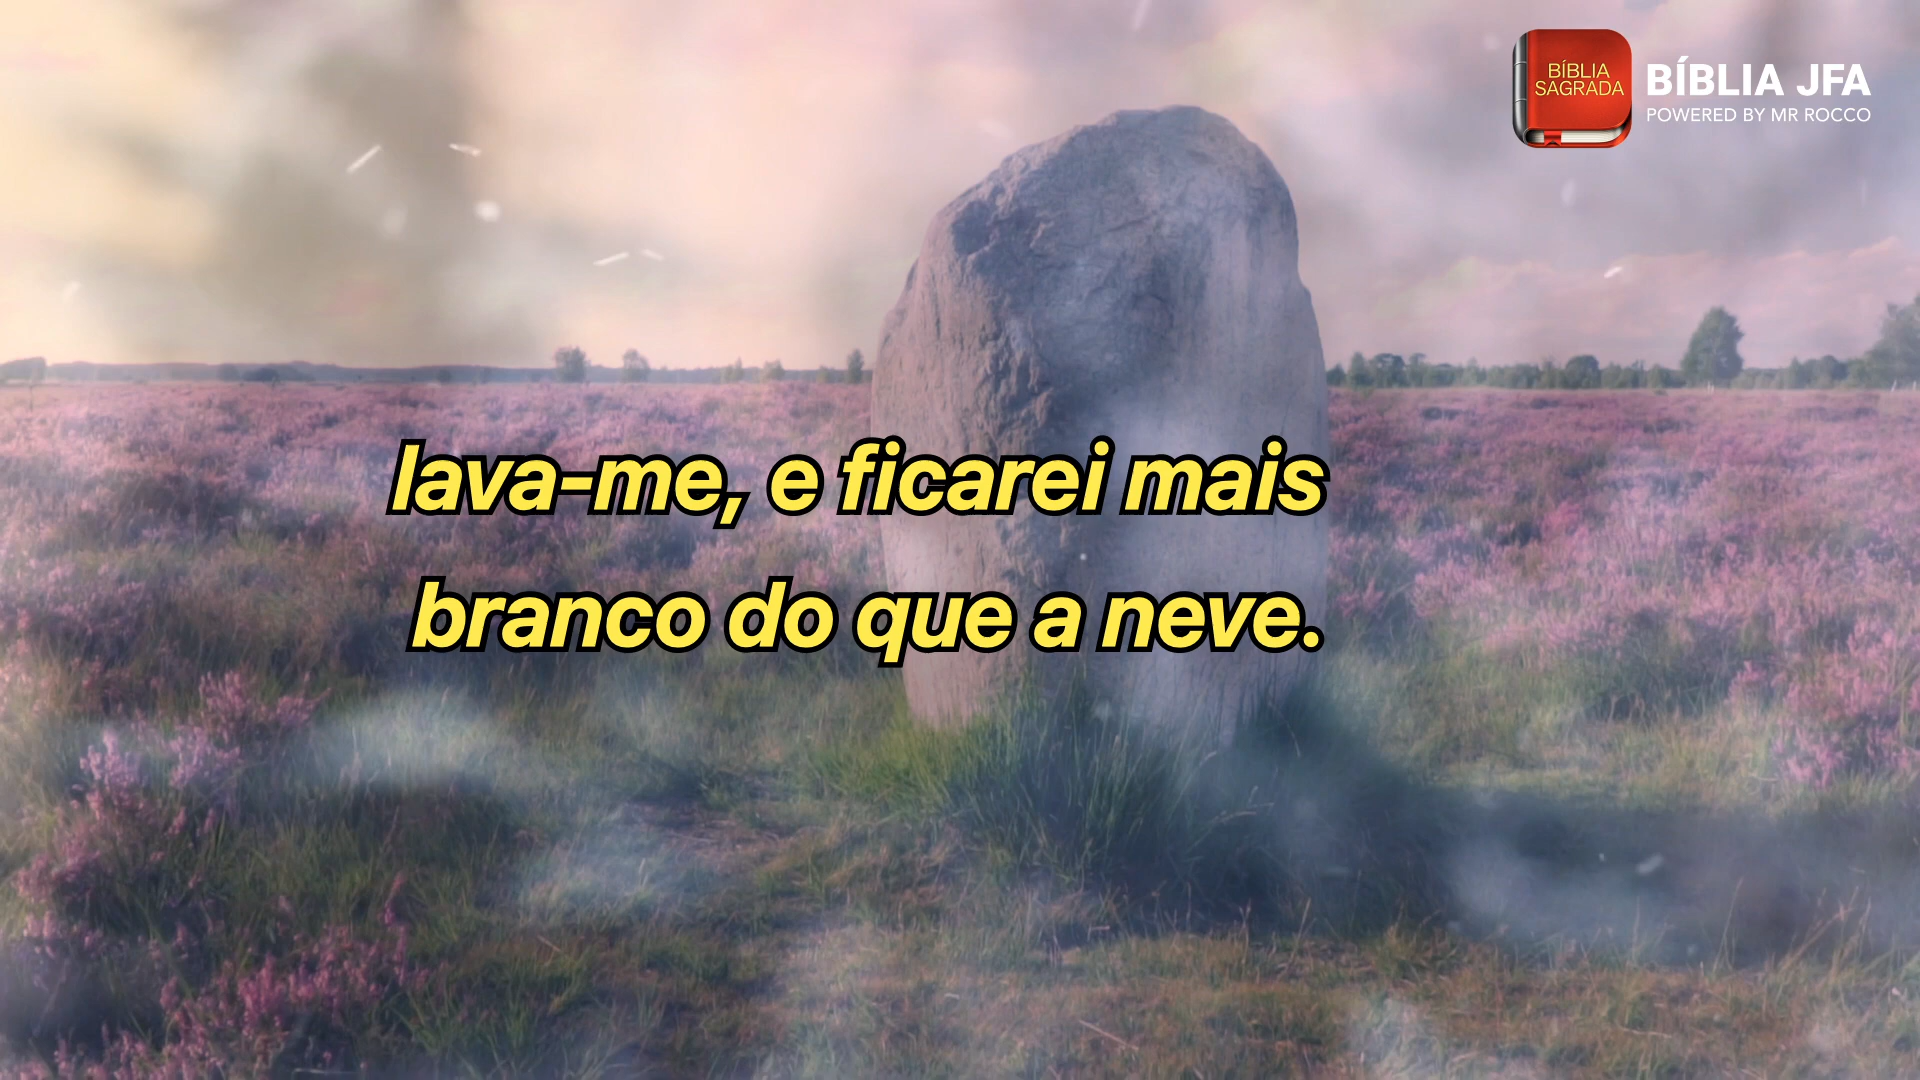 BÍBLIA
SAGRADA
BÍBLIA JFA
POWERED BY MR ROCCO
lava-me, e ficarei mais
branco do que a neve.